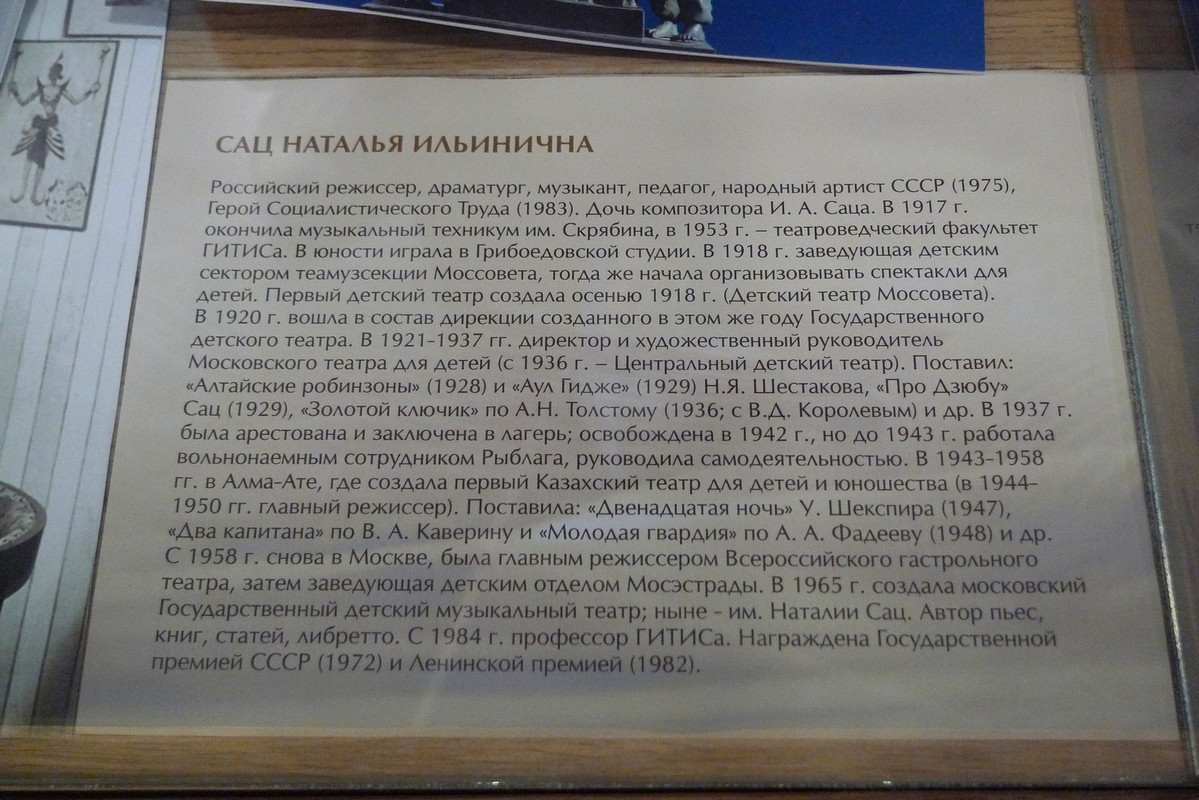 САЦ НАТАЛЬЯ ИЛЬИНИЧНА
Российский режиссер, драматург, музыкант, педагог, народный артист СССР (1975),
Герой Социалистического Труда (1983). Дочь композитора И. А. Саца. В 1917 г.
окончила музыкальный техникум им. Скрябина, в 1953 г. – театроведческий факультет
ГИТИСа. В юности играла в Грибоедовской студии. В 1918 г. заведующая детским
сектором теамузсекции Моссовета, тогда же начала организовывать спектакли для
детей. Первый детский театр создала осенью 1918 г. (Детский театр Моссовета).
В 1920 г. вошла в состав дирекции созданного в этом же году Государственного
детского театра. В 1921-1937 гг. директор и художественный руководитель
Московского театра для детей (с 1936 г. – Центральный детский театр). Поставил:
«Алтайские робинзоны» (1928) и «Аул Гидже» (1929) Н.Я. Шестакова, «Про Дзюбу»
Сац (1929), «Золотой ключик» по А.Н. Толстому (1936; с В.Д. Королевым) и др. В 1937 г.
была арестована и заключена в лагерь; освобождена в 1942 г., но до 1943 г. работала
вольнонаемным сотрудником Рыблага, руководила самодеятельностью. В 1943-1958
гг. в Алма-Ате, где создала первый Казахский театр для детей и юношества (в 1944-
1950 гг. главный режиссер). Поставила: «Двенадцатая ночь» У. Шекспира (1947),
«Два капитана» по В. А. Каверину и «Молодая гвардия» по А. А. Фадееву (1948) и др.
С 1958 г. снова в Москве, была главным режиссером Всероссийского гастрольного
театра, затем заведующая детским отделом Мосэстрады. В 1965 г. создала московский
Государственный детский музыкальный театр; ныне - им. Наталии Сац. Автор пьес,
книг, статей, либретто. С 1984 г. профессор ГИТИСа. Награждена Государственной
премией СССР (1972) и Ленинской премией (1982).